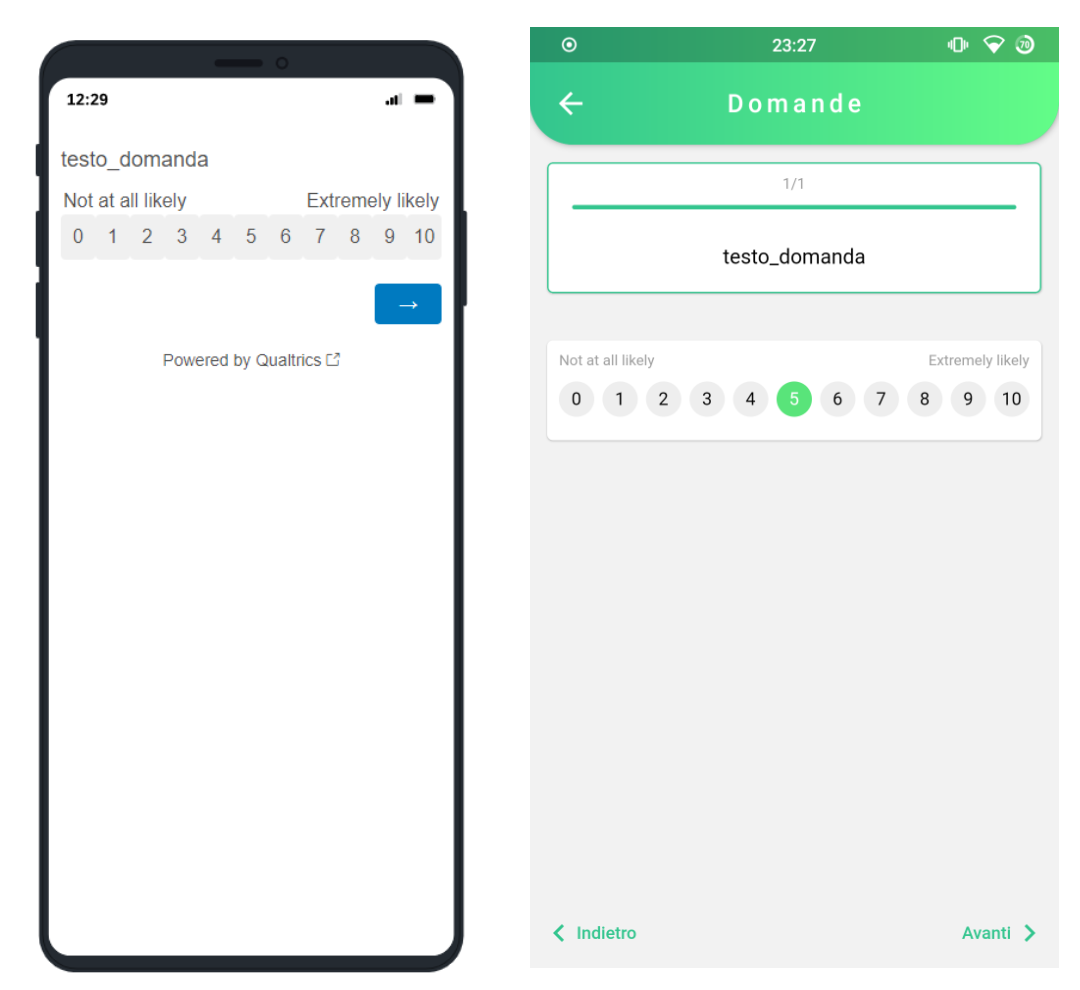 12:29
testo_domanda
Not at all likely Extremely likely
0 1 2 3 4 5 6 7 8 9 10
→
Powered by Qualtrics
23:27
70
Domande
1/1
testo_domanda
Not at all likely Extremely likely
0 1 2 3 4 5 6 7 8 9 10
Indietro Avanti